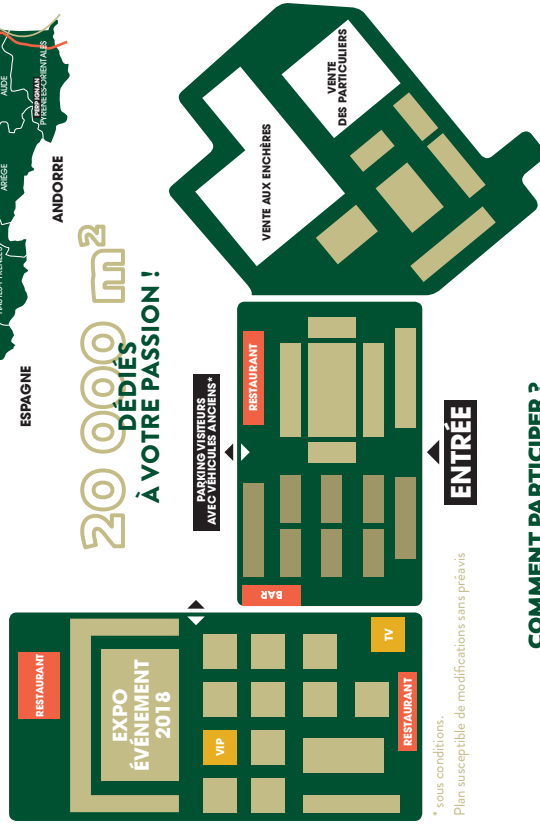 AUDE
PERPIGNAN
PYRÉNÉES-ORIENTALES
ARIÈGE
HAUTES-PYRÉNÉES
ESPAGNE
ANDORRE
20 000 m²
DÉDIÉS
À VOTRE PASSION !
PARKING VISITEURS
AVEC VÉHICULES ANCIENS*
VENTE AUX ENCHÈRES
VENTE
DES PARTICULIERS
RESTAURANT
BAR
ENTRÉE
RESTAURANT
EXPO
ÉVÉNEMENT
2018
VIP
TV
RESTAURANT
* sous conditions.
Plan susceptible de modifications sans préavis
COMMENT PARTICIPER ?